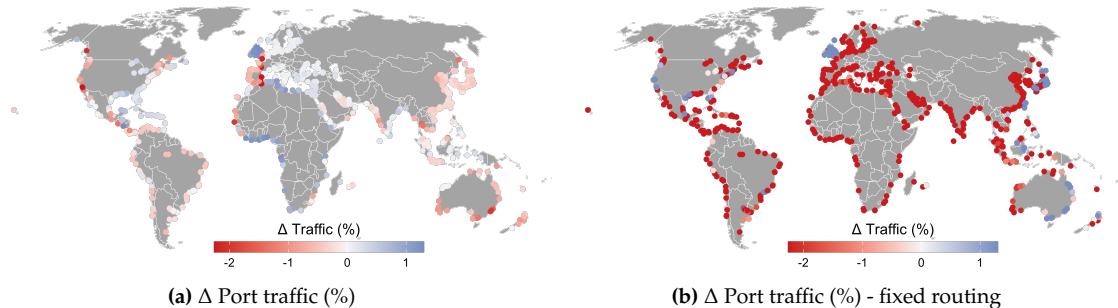 Δ Traffic (%)
-2 -1 0 1
(a) Δ Port traffic (%)
Δ Traffic (%)
-2 -1 0 1
(b) Δ Port traffic (%) - fixed routing